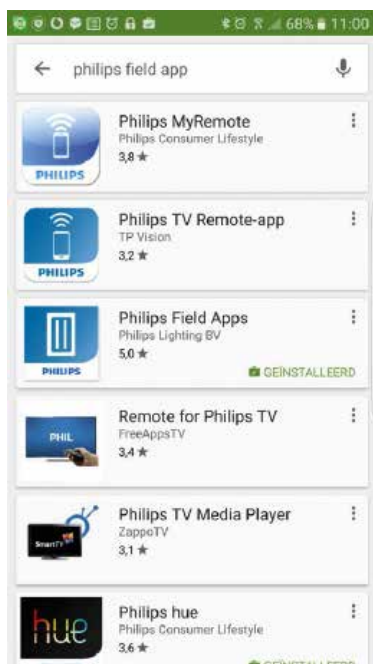 68% 11:00
philips field app
PHILIPS
Philips MyRemote
Philips Consumer Lifestyle
3,8 ★
PHILIPS
Philips TV Remote-app
TP Vision
3,2 ★
PHILIPS
Philips Field Apps
Philips Lighting BV
5,0 ★
GEÏNSTALLEERD
PHIL
Remote for Philips TV
FreeAppsTV
3,4 ★
SmartTV
Philips TV Media Player
ZappoTV
3,1 ★
hue
Philips hue
Philips Consumer Lifestyle
3,6 ★
GEÏNSTALLEERD